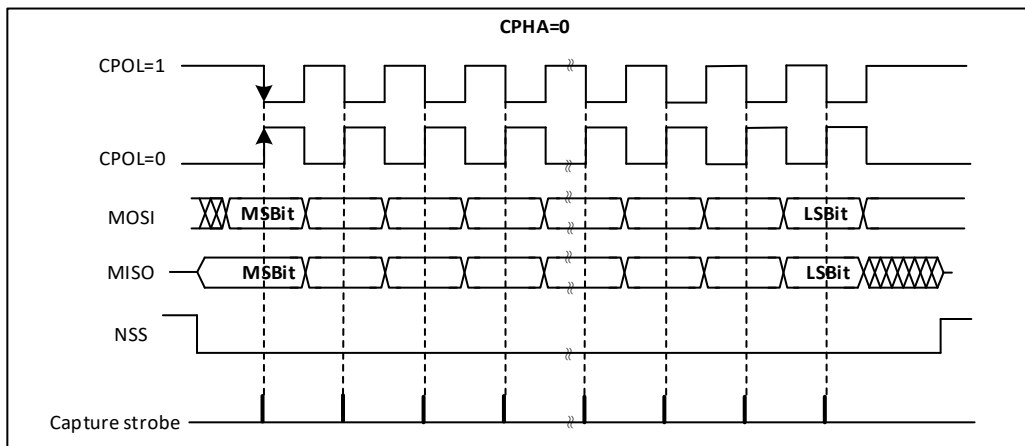 CPHA=0
CPOL=1
CPOL=0
MOSI MSBit LSBit
MISO MSBit LSBit
NSS
Capture strobe